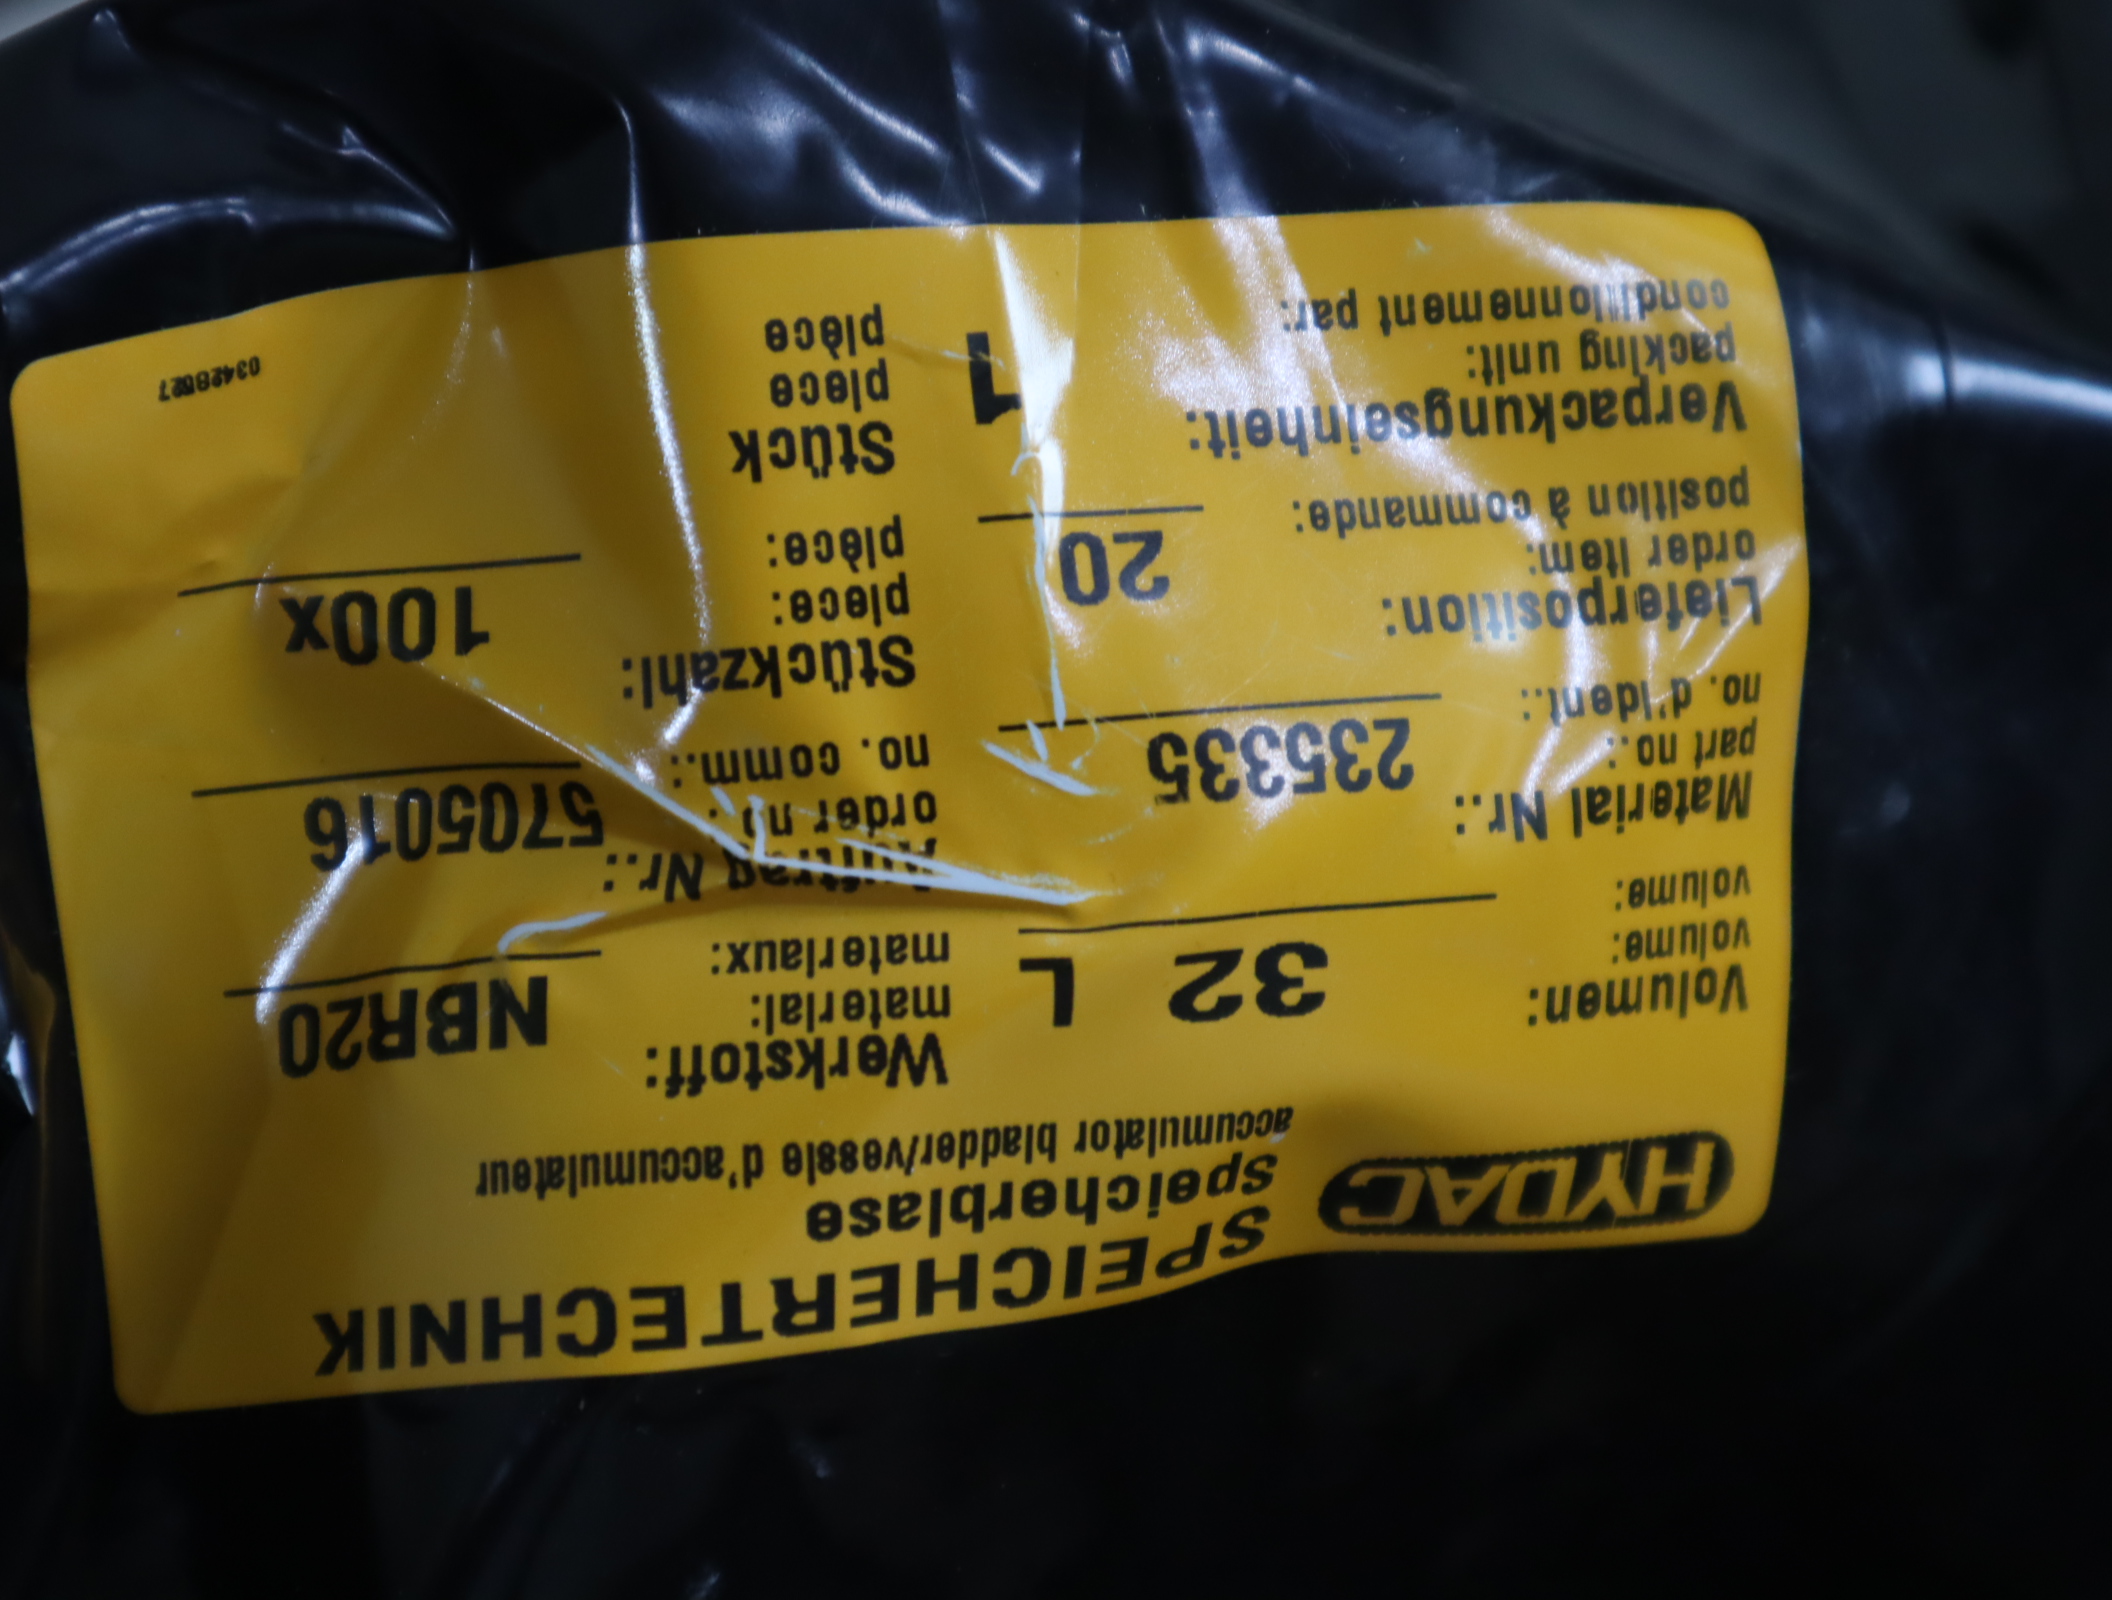 HYDAC
SPEICHERTECHNIK
Speicherblase
accumulator bladder/vessie d'accumulateur
Volumen:
volume:
volume:
32 L
Werkstoff:
material:
materiaux:
NBR20
Material Nr.:
part no.:
no. d'ident.:
235335
Auftrag Nr.:
order no.:
no. comm.:
5705016
Lieferposition:
order item:
position à commande:
20
Stückzahl:
piece:
pièce:
100x
Verpackungseinheit:
packing unit:
conditionnement par:
1
Stück
piece
pièce